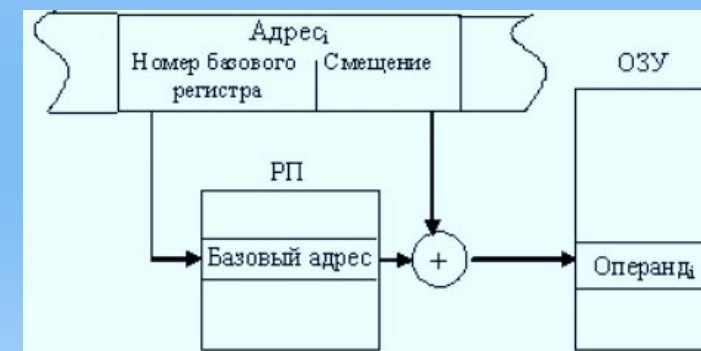 Адресi
Номер базового регистра
Смещение
ОЗУ
РП
Базовый адрес
+
Операндi